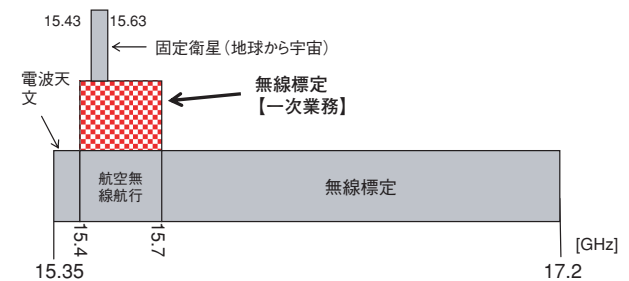 15.43 15.63
固定衛星（地球から宇宙）
電波天
文
無線標定
【一次業務】
航空無
線航行
無線標定
15.4
15.7
[GHz]
15.35
17.2